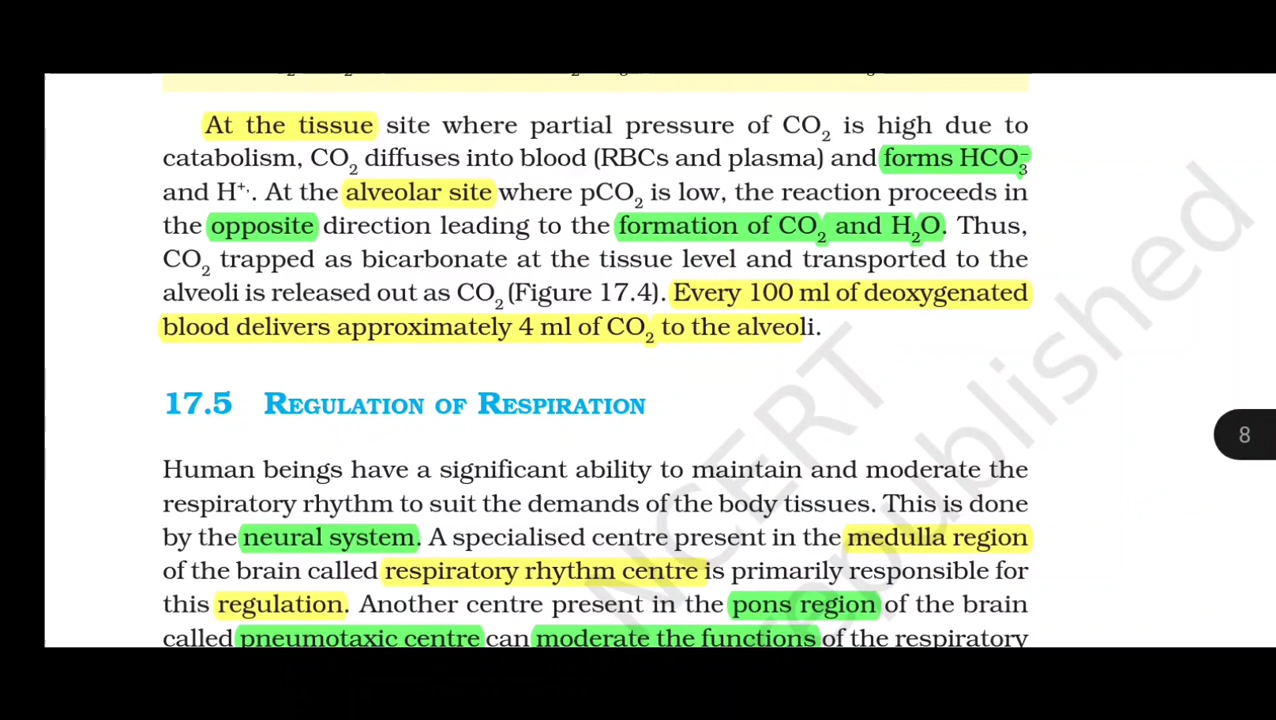 At the tissue site where partial pressure of CO₂ is high due to
catabolism, CO₂ diffuses into blood (RBCs and plasma) and forms HCO₃⁻
and H⁺·. At the alveolar site where pCO₂ is low, the reaction proceeds in
the opposite direction leading to the formation of CO₂ and H₂O. Thus,
CO₂ trapped as bicarbonate at the tissue level and transported to the
alveoli is released out as CO₂ (Figure 17.4). Every 100 ml of deoxygenated
blood delivers approximately 4 ml of CO₂ to the alveoli.
17.5 REGULATION OF RESPIRATION
Human beings have a significant ability to maintain and moderate the
respiratory rhythm to suit the demands of the body tissues. This is done
by the neural system. A specialised centre present in the medulla region
of the brain called respiratory rhythm centre is primarily responsible for
this regulation. Another centre present in the pons region of the brain
called pneumotaxic centre can moderate the functions of the respiratory
8
NCERT
republished